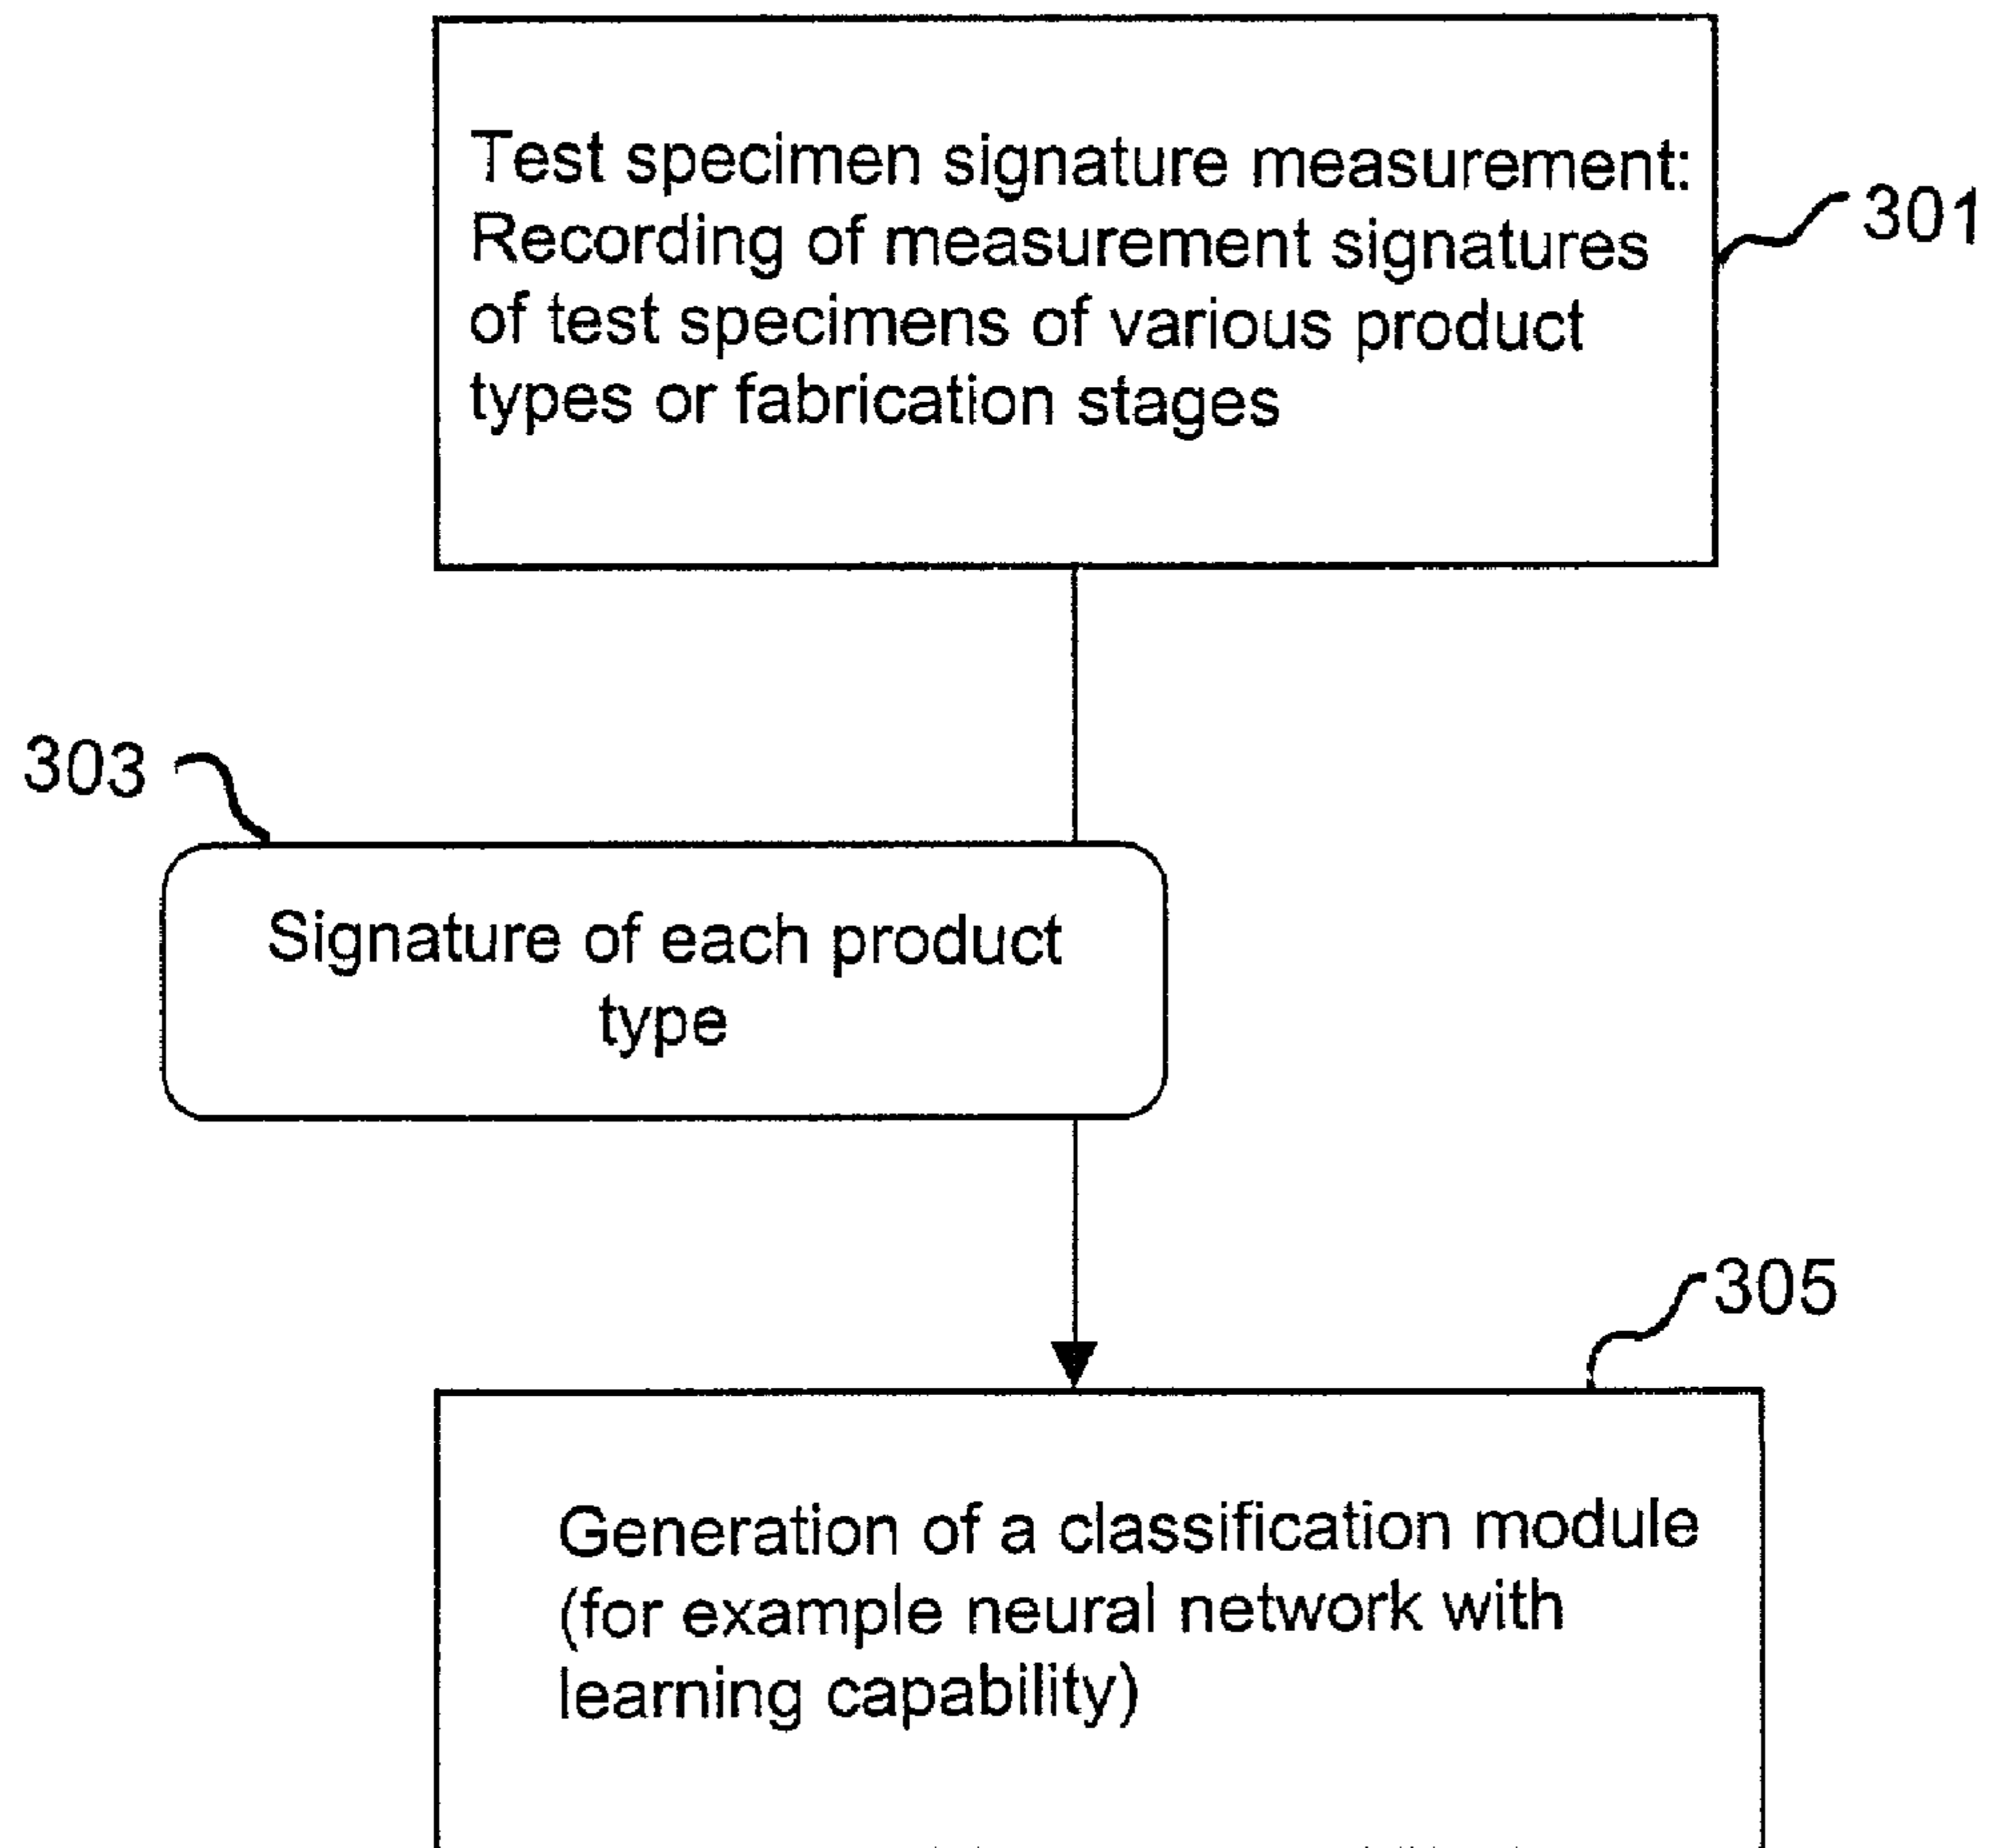 Test specimen signature measurement:
Recording of measurement signatures
of test specimens of various product
types or fabrication stages
301
303
Signature of each product
type
305
Generation of a classification module
(for example neural network with
learning capability)